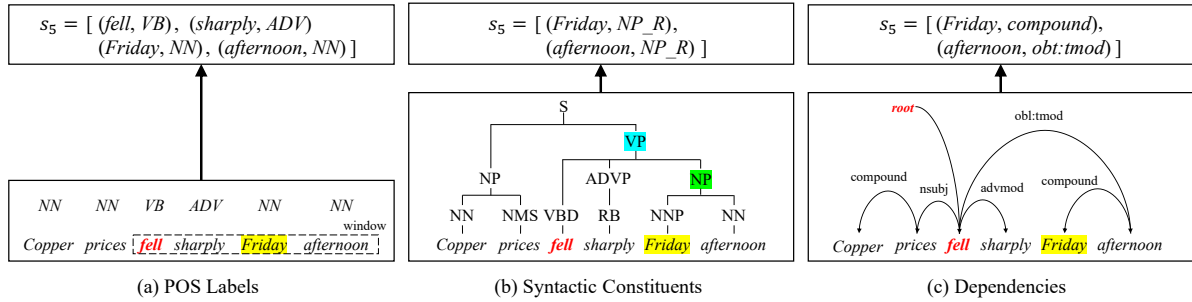 s5 = [ (fell, VB), (sharply, ADV)
(Friday, NN), (afternoon, NN) ]
NN NN VB ADV NN NN
window
Copper prices fell sharply Friday afternoon
(a) POS Labels
s5 = [ (Friday, NP_R),
(afternoon, NP_R) ]
S
VP
NP ADVP NP
NN NMS VBD RB NNP NN
Copper prices fell sharply Friday afternoon
(b) Syntactic Constituents
s5 = [ (Friday, compound),
(afternoon, obt:tmod) ]
root
obl:tmod
compound nsubj advmod compound
Copper prices fell sharply Friday afternoon
(c) Dependencies